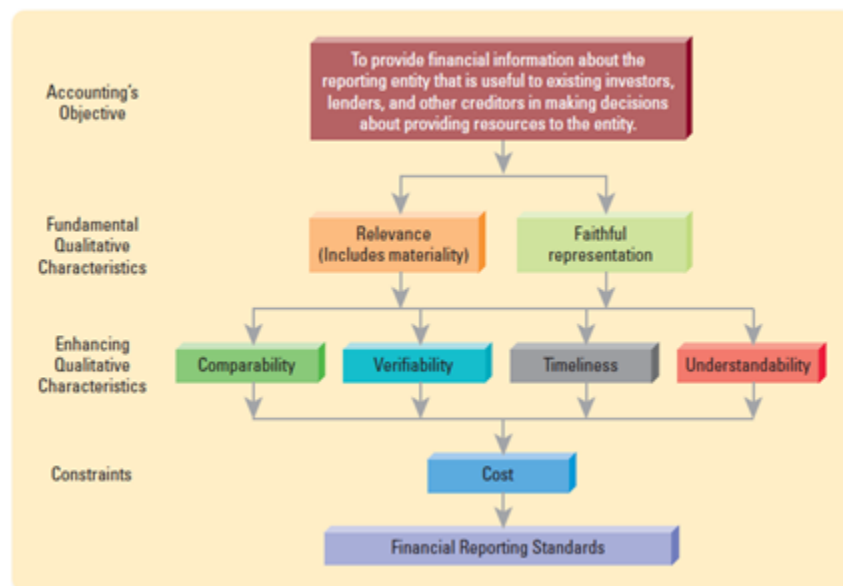 Accounting's
Objective
To provide financial information about the
reporting entity that is useful to existing investors,
lenders, and other creditors in making decisions
about providing resources to the entity.
Fundamental
Qualitative
Characteristics
Relevance
(Includes materiality)
Faithful
representation
Enhancing
Qualitative
Characteristics
Comparability
Verifiability
Timeliness
Understandability
Constraints
Cost
Financial Reporting Standards